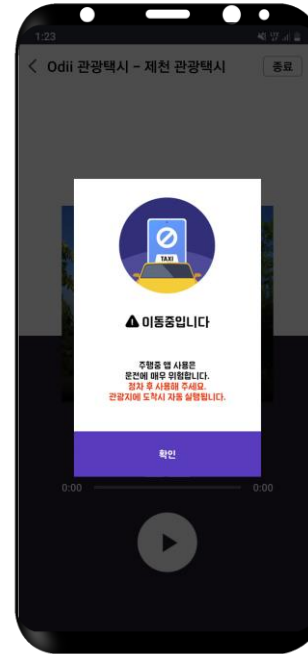 1:23
Odii 관광택시 - 제천 관광택시
종료
TAXI
이동중입니다
주행중 앱 사용은
운전에 매우 위험합니다.
정차 후 사용해 주세요.
관광지에 도착시 자동 실행됩니다.
확인
0:00
0:00